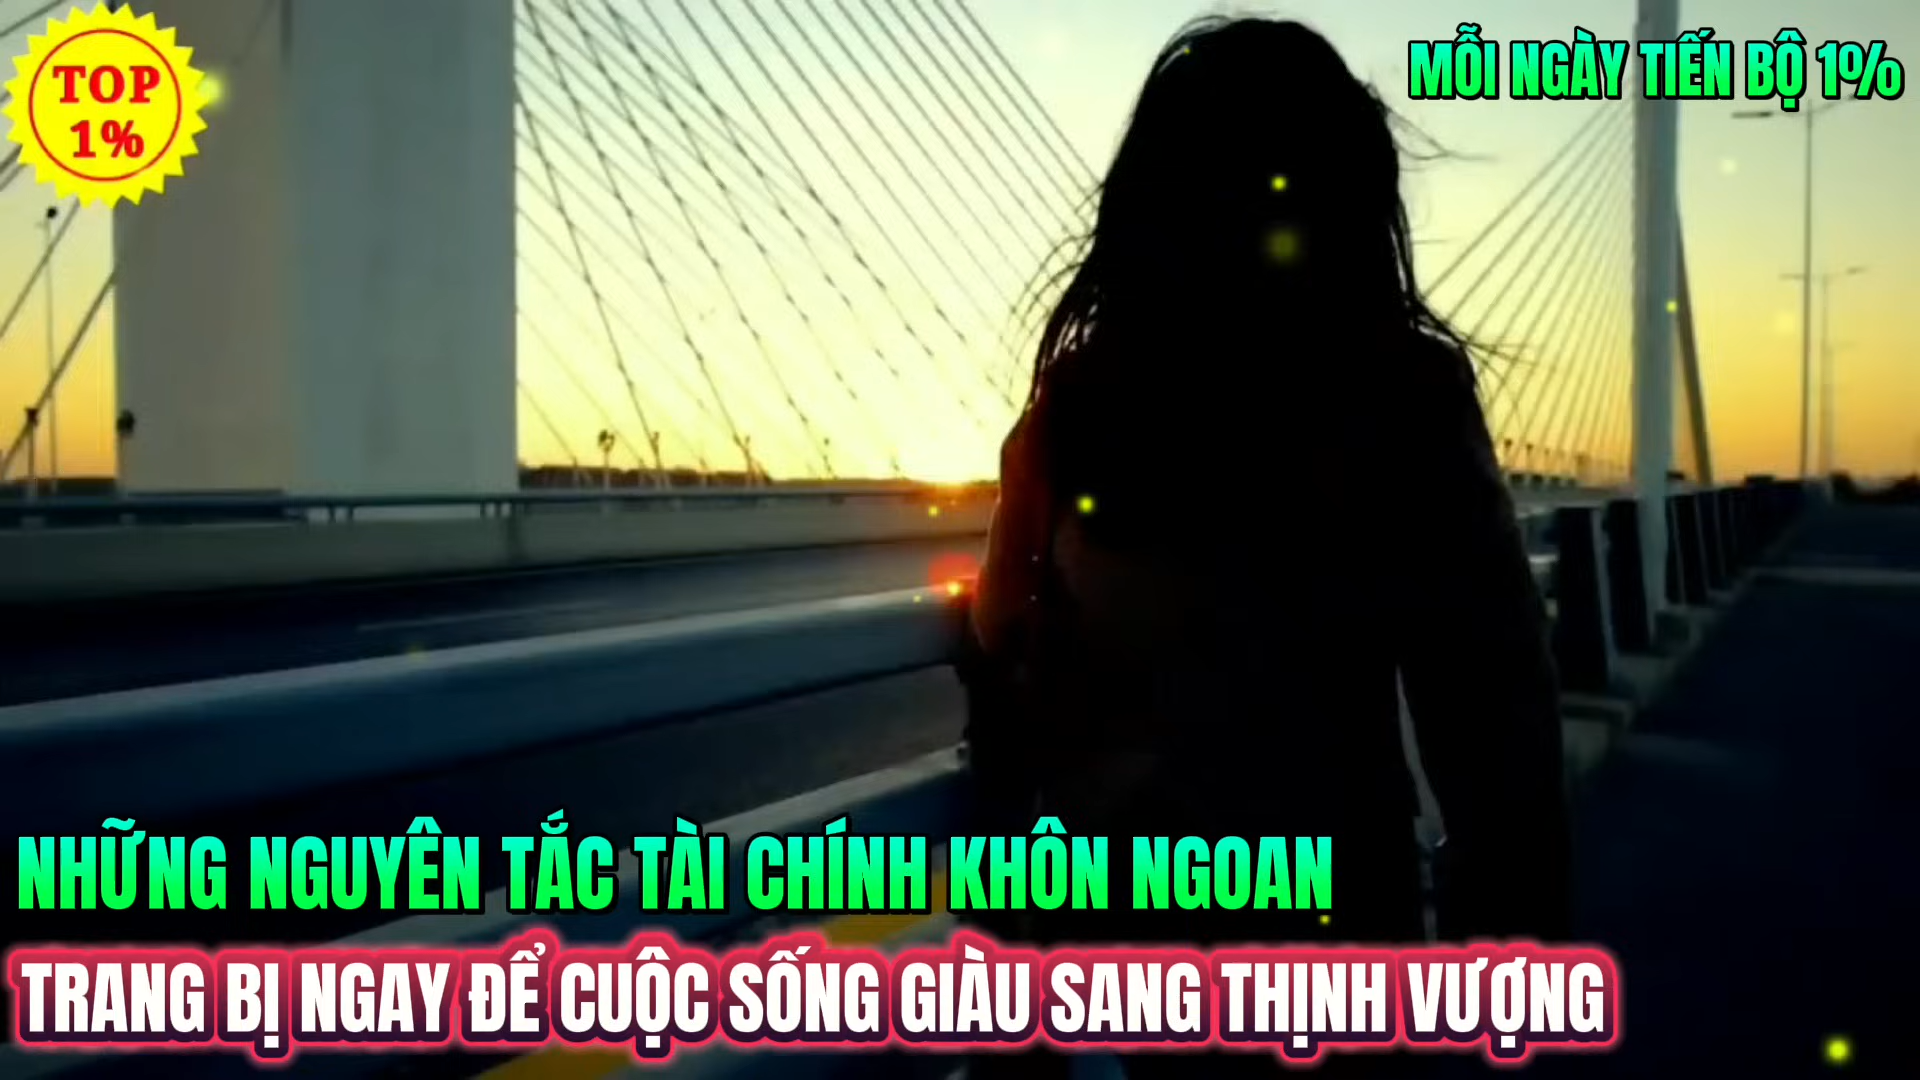 TOP
1%
MỖI NGÀY TIẾN BỘ 1%
NHỮNG NGUYÊN TẮC TÀI CHÍNH KHÔN NGOAN
TRANG BỊ NGAY ĐỂ CUỘC SỐNG GIÀU SANG THỊNH VƯỢNG